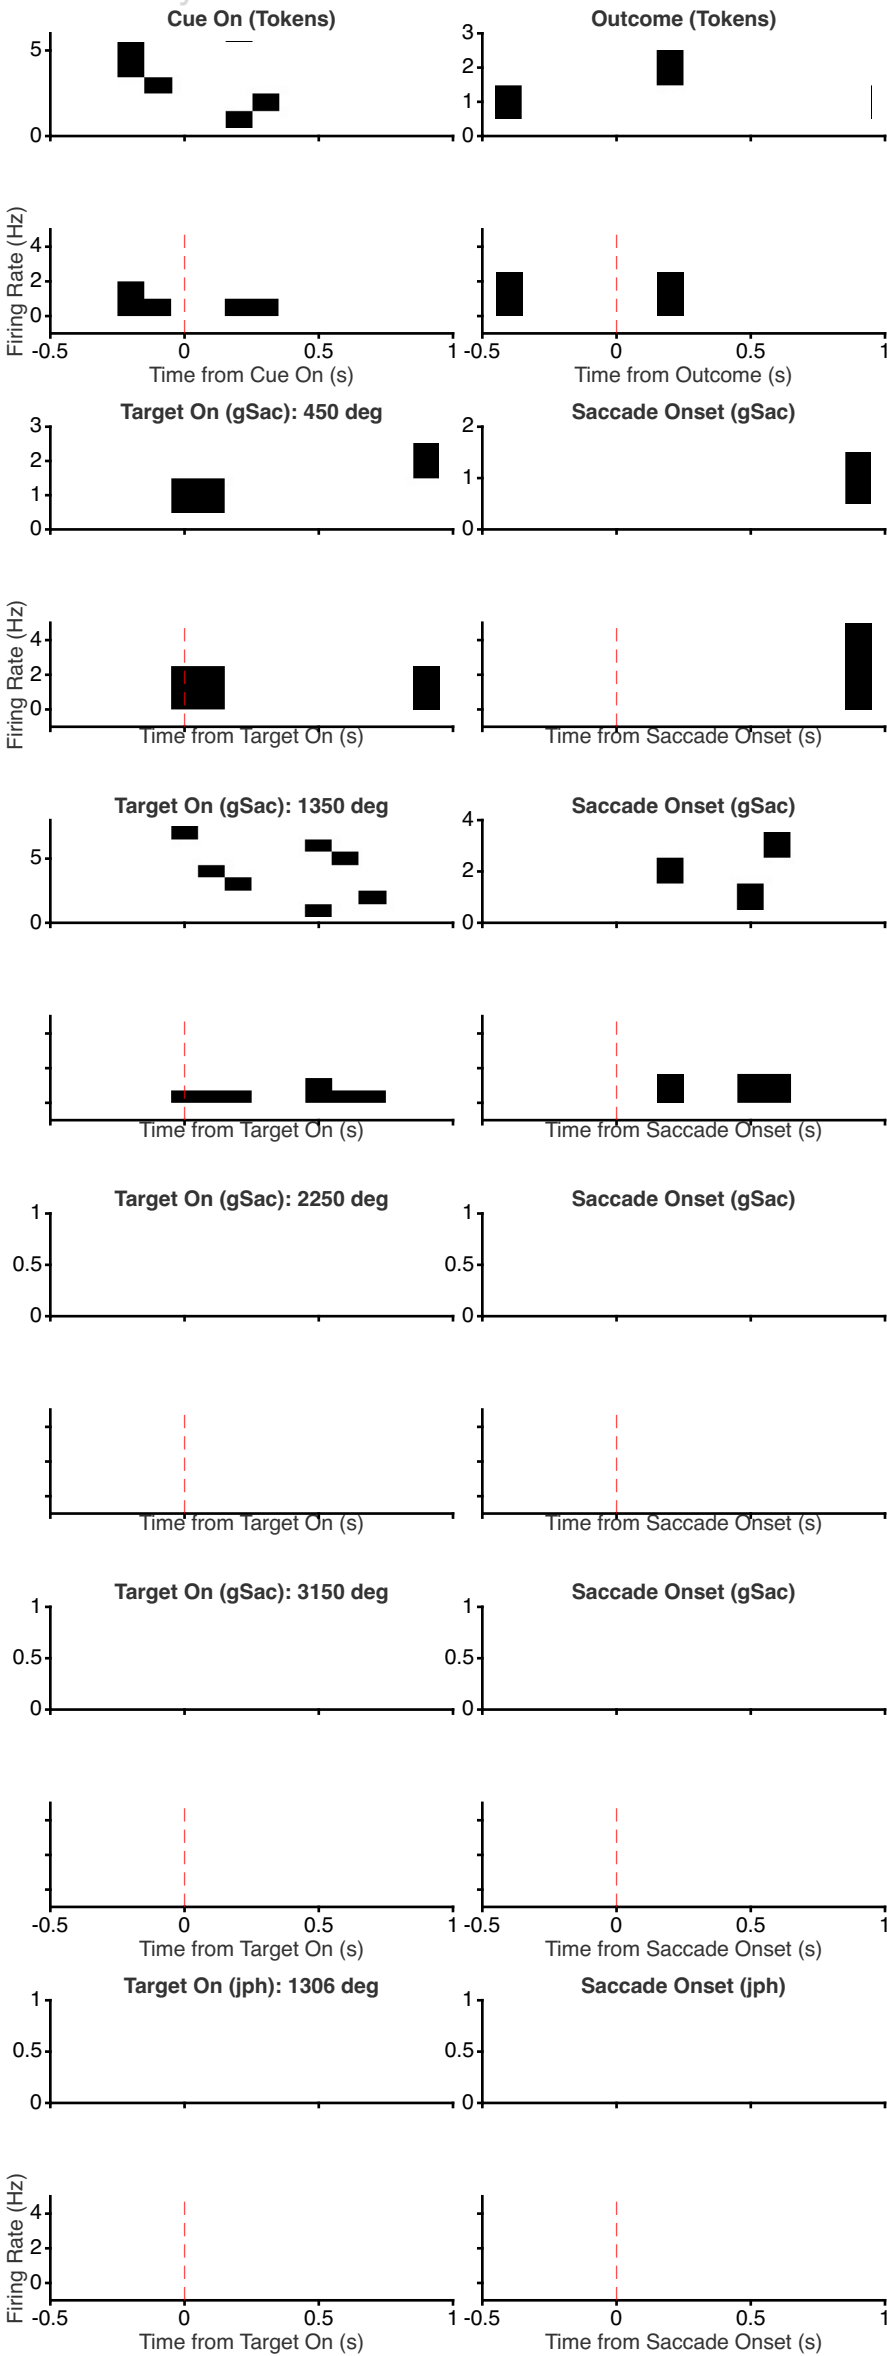 Cue On (Tokens) Outcome (Tokens)
5 3
2
1
0 0
Firing Rate (Hz)
4
2
0
-0.5 0 0.5 1 -0.5 0 0.5 1
Time from Cue On (s) Time from Outcome (s)
Target On (gSac): 450 deg Saccade Onset (gSac)
3 2
2
1 1
0 0
Firing Rate (Hz)
4
2
0
Time from Target On (s) Time from Saccade Onset (s)
Target On (gSac): 1350 deg Saccade Onset (gSac)
5 4
2
0 0
Time from Target On (s) Time from Saccade Onset (s)
Target On (gSac): 2250 deg Saccade Onset (gSac)
1 1
0.5 0.5
0 0
Time from Target On (s) Time from Saccade Onset (s)
Target On (gSac): 3150 deg Saccade Onset (gSac)
1 1
0.5 0.5
0 0
-0.5 0 0.5 1 -0.5 0 0.5 1
Time from Target On (s) Time from Saccade Onset (s)
Target On (jph): 1306 deg Saccade Onset (jph)
1 1
0.5 0.5
0 0
Firing Rate (Hz)
4
2
0
-0.5 0 0.5 1 -0.5 0 0.5 1
Time from Target On (s) Time from Saccade Onset (s)